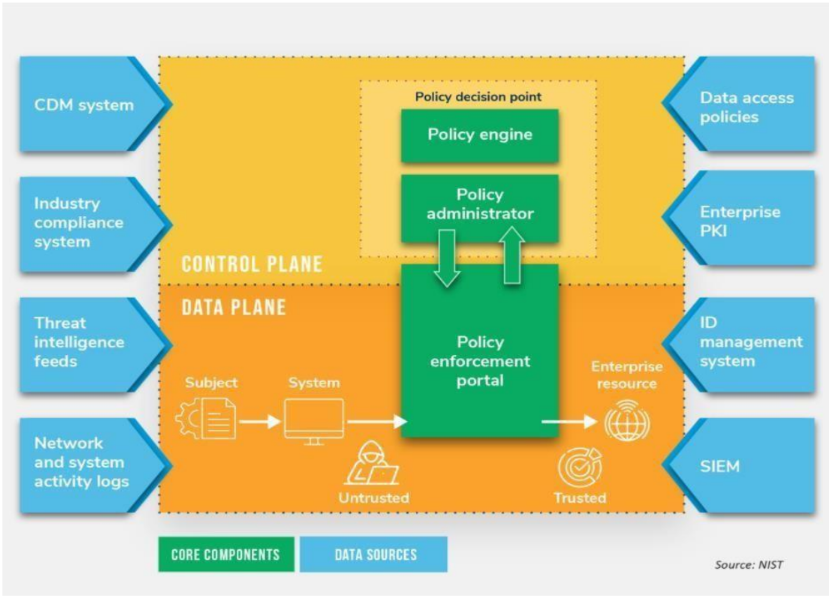 CDM system
Industry
compliance
system
Threat
intelligence
feeds
Network
and system
activity logs
Policy decision point
Policy engine
Policy
administrator
CONTROL PLANE
DATA PLANE
Policy
enforcement
portal
Subject
System
Enterprise
resource
Untrusted
Trusted
Data access
policies
Enterprise
PKI
ID
management
system
SIEM
CORE COMPONENTS
DATA SOURCES
Source: NIST